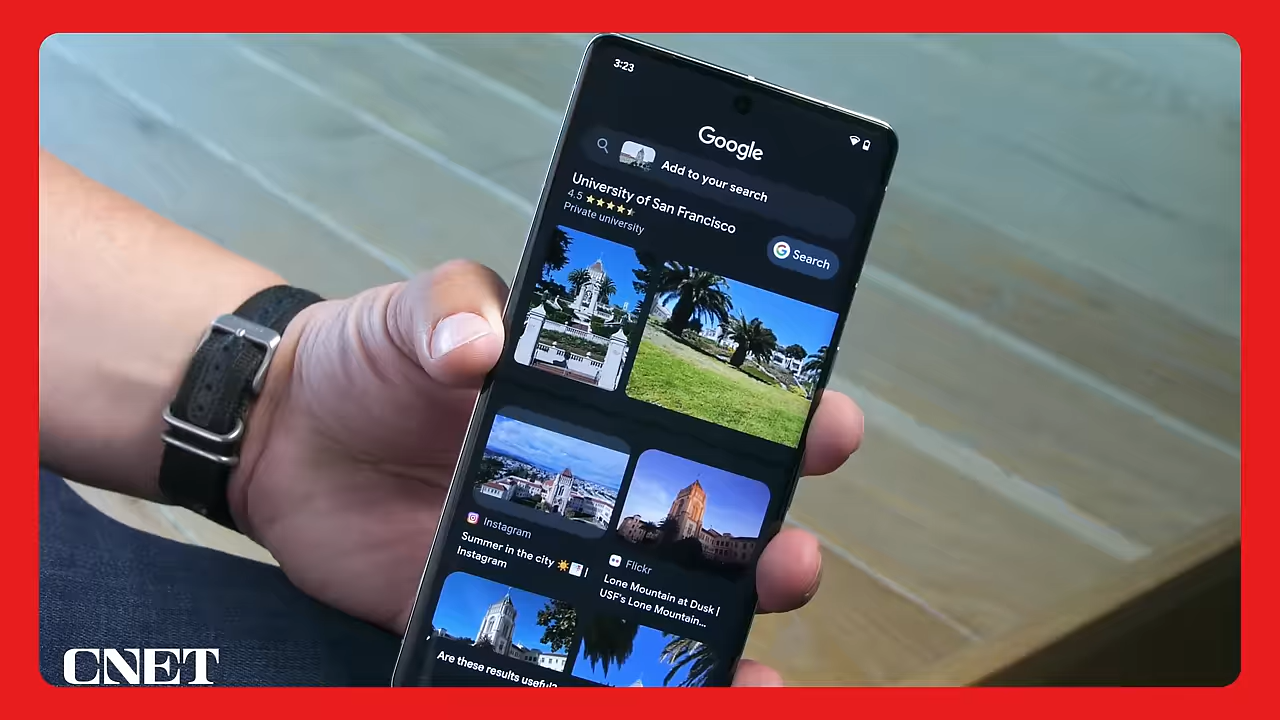 3:23
Google
Add to your search
University of San Francisco
4.5
Private university
Search
Instagram
Summer in the city ☀️ |
Instagram
Flickr
Lone Mountain at Dusk |
USF's Lone Mountain...
Are these results useful?
CNET